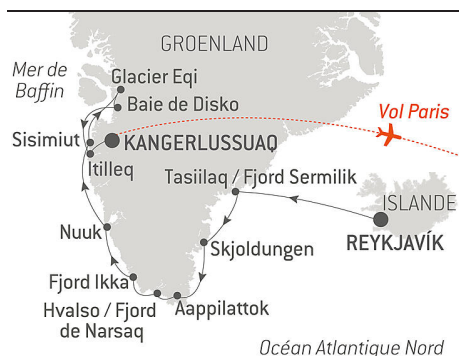 GROENLAND
Mer de
Baffin
Glacier Eqi
Baie de Disko
Vol Paris
Sisimiut
KANGERLUSSUAQ
Itilleq
Tasiilaq / Fjord Sermilik
ISLANDE
REYKJAVÍK
Nuuk
Skjoldungen
Fjord Ikka
Hvalso / Fjord
de Narsaq
Aappilattok
Océan Atlantique Nord